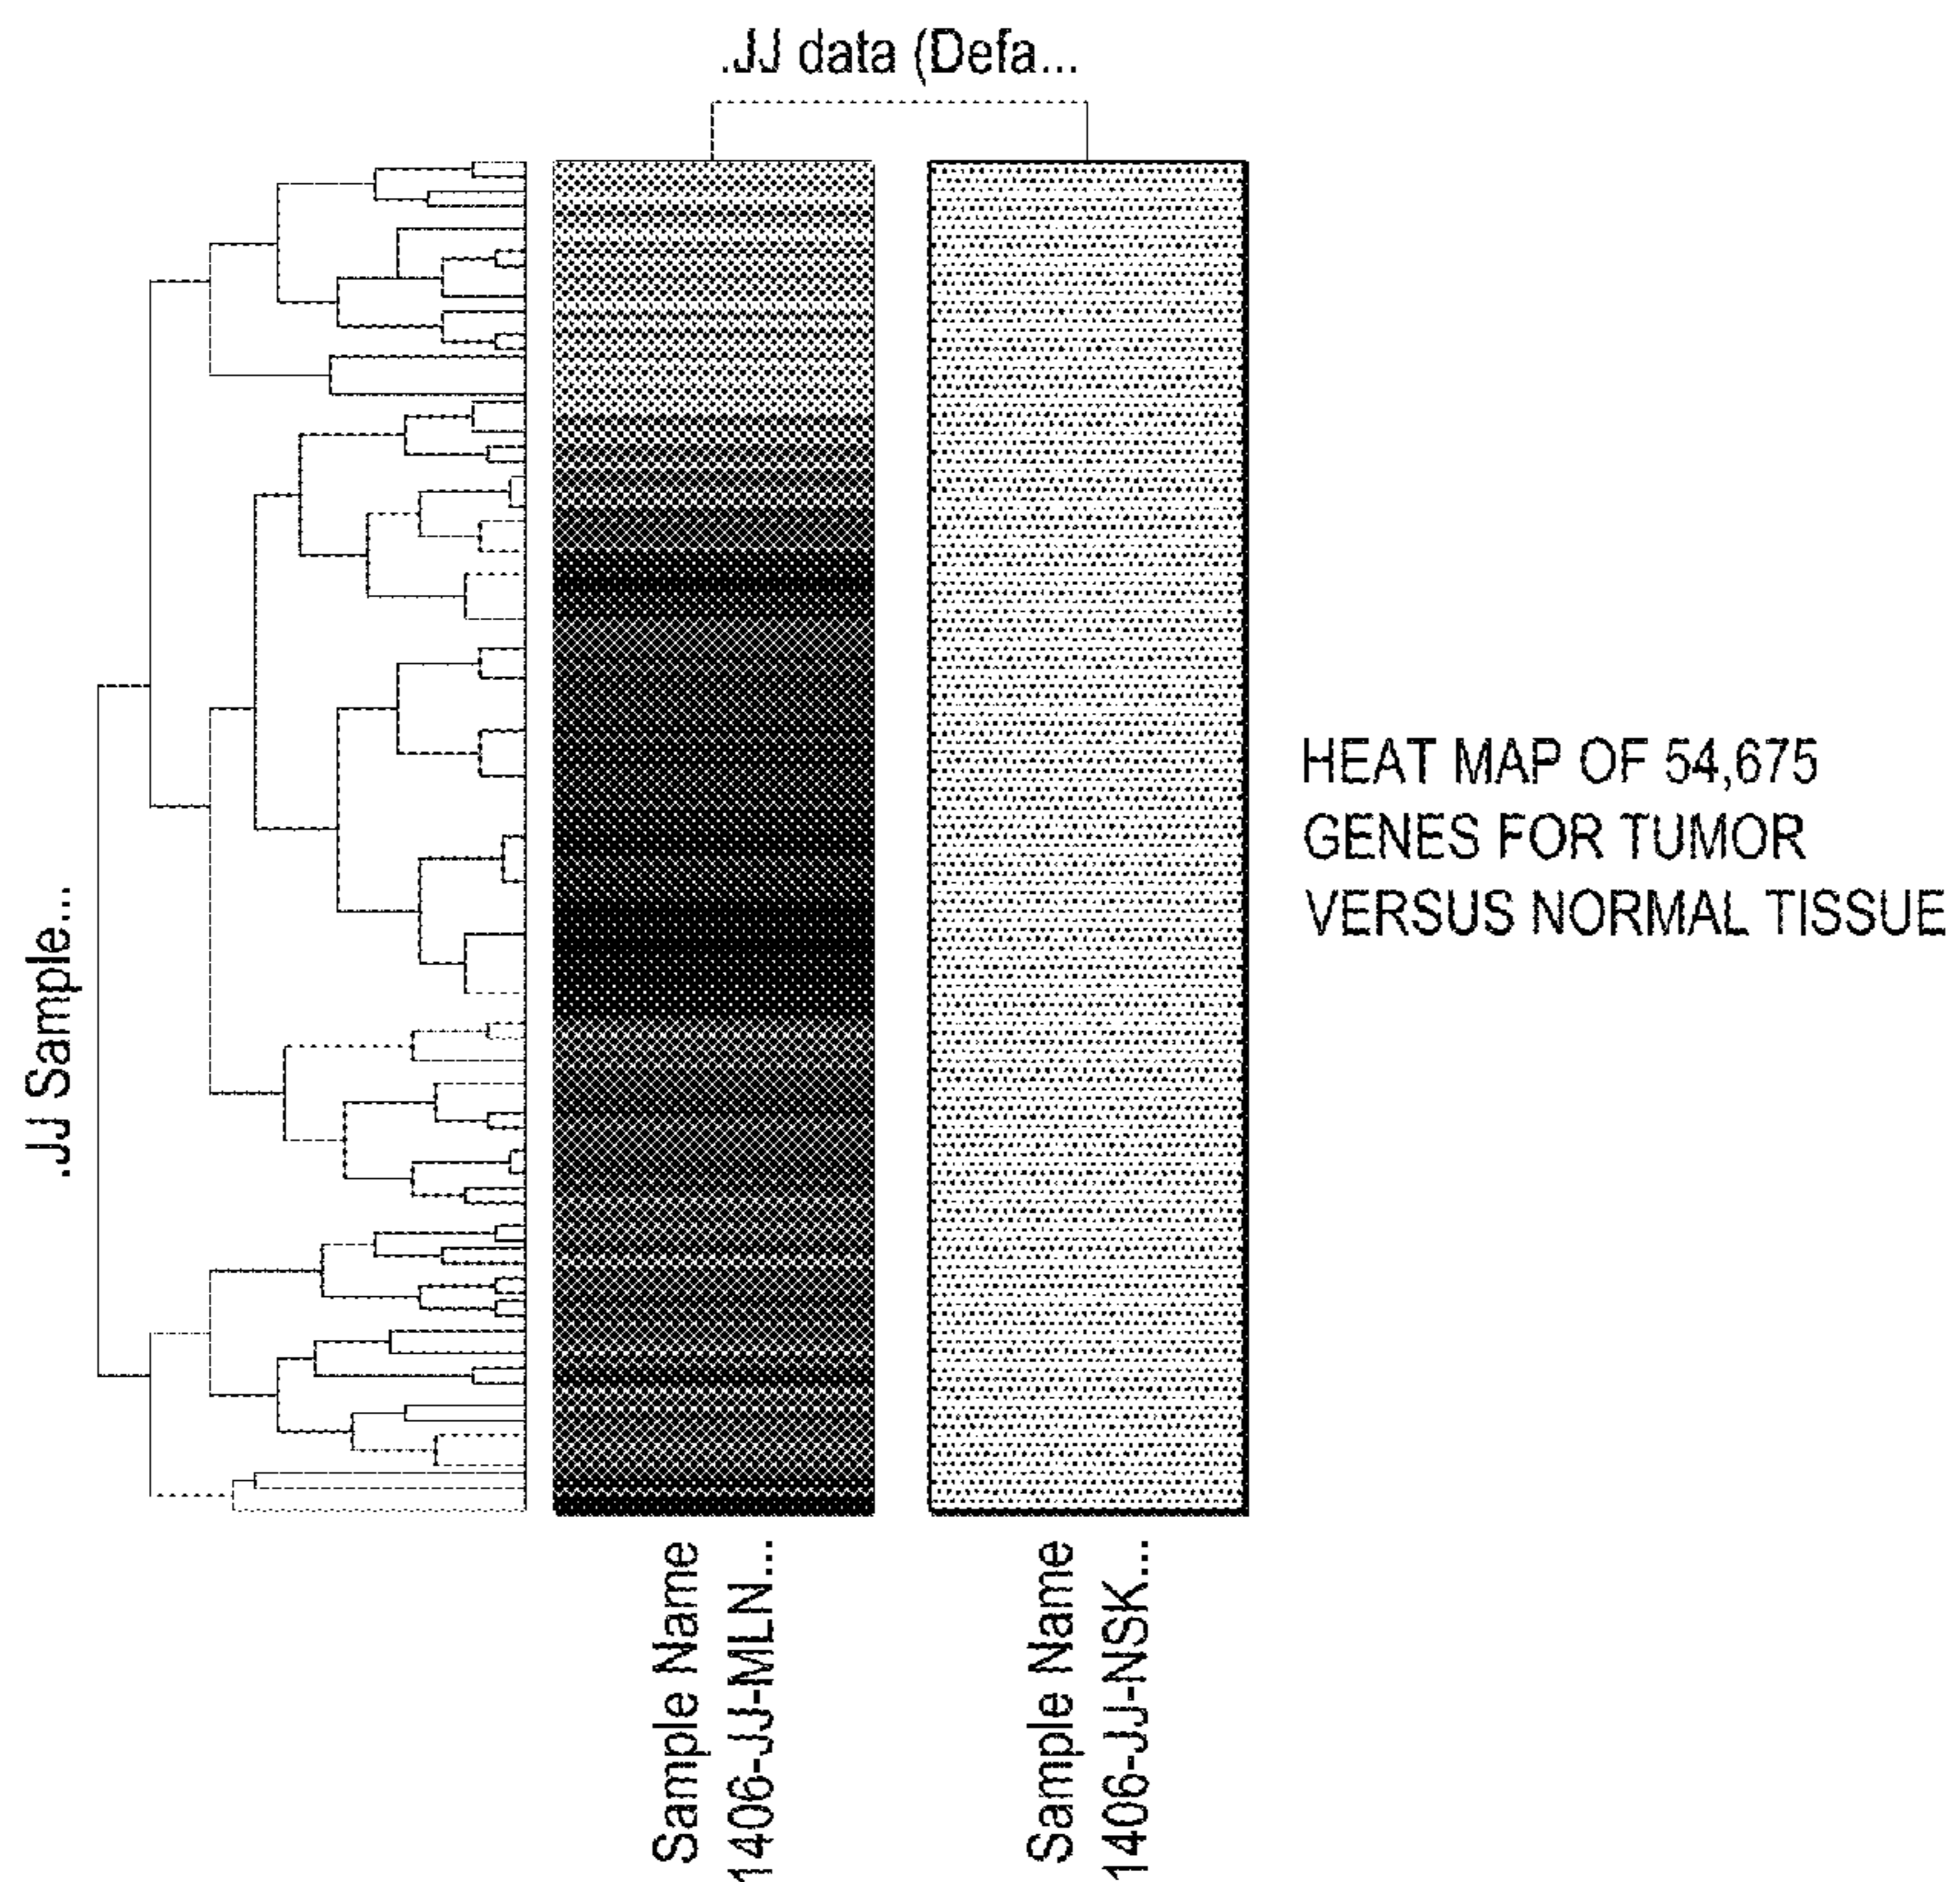 .JJ data (Defa...
.JJ Sample...
HEAT MAP OF 54,675
GENES FOR TUMOR
VERSUS NORMAL TISSUE
Sample Name
1406-JJ-MLN...
Sample Name
1406-JJ-NSK...